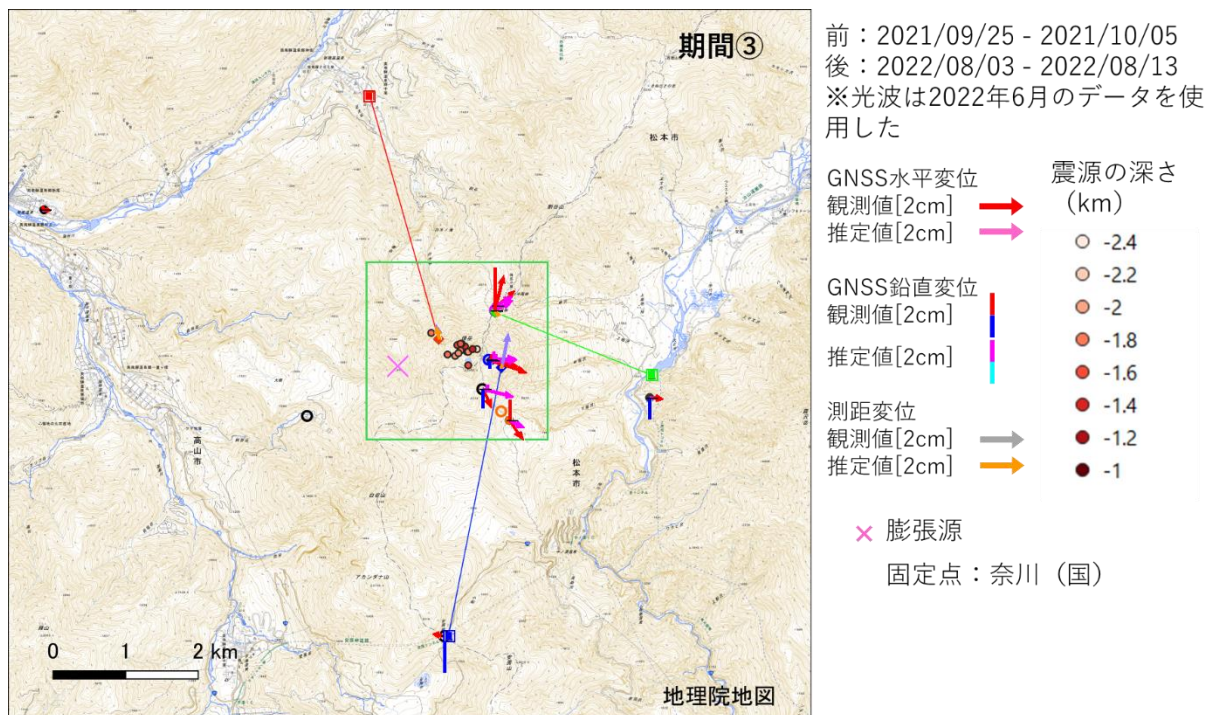 期間③
松本市
高山市
松本市
アカンダナ山
0 1 2 km
地理院地図
前：2021/09/25 - 2021/10/05
後：2022/08/03 - 2022/08/13
※光波は2022年6月のデータを使
用した
GNSS水平変位
観測値[2cm]
推定値[2cm]
GNSS鉛直変位
観測値[2cm]
推定値[2cm]
測距変位
観測値[2cm]
推定値[2cm]
震源の深さ
（km）
-2.4
-2.2
-2
-1.8
-1.6
-1.4
-1.2
-1
膨張源
固定点：奈川（国）